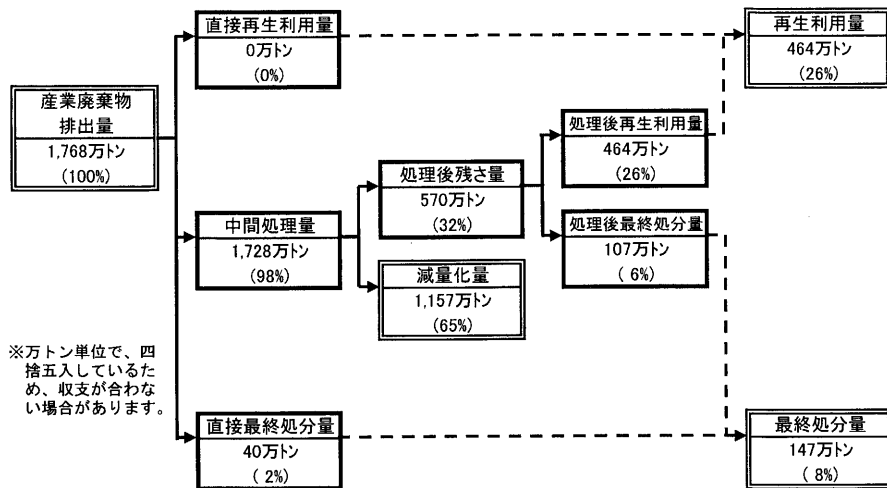 直接再生利用量
0万トン
(0%)
再生利用量
464万トン
(26%)
産業廃棄物
排出量
1,768万トン
(100%)
処理後再生利用量
464万トン
(26%)
処理後残さ量
570万トン
(32%)
中間処理量
1,728万トン
(98%)
処理後最終処分量
107万トン
( 6%)
減量化量
1,157万トン
(65%)
※万トン単位で、四
捨五入しているた
め、収支が合わな
い場合があります。
直接最終処分量
40万トン
( 2%)
最終処分量
147万トン
( 8%)